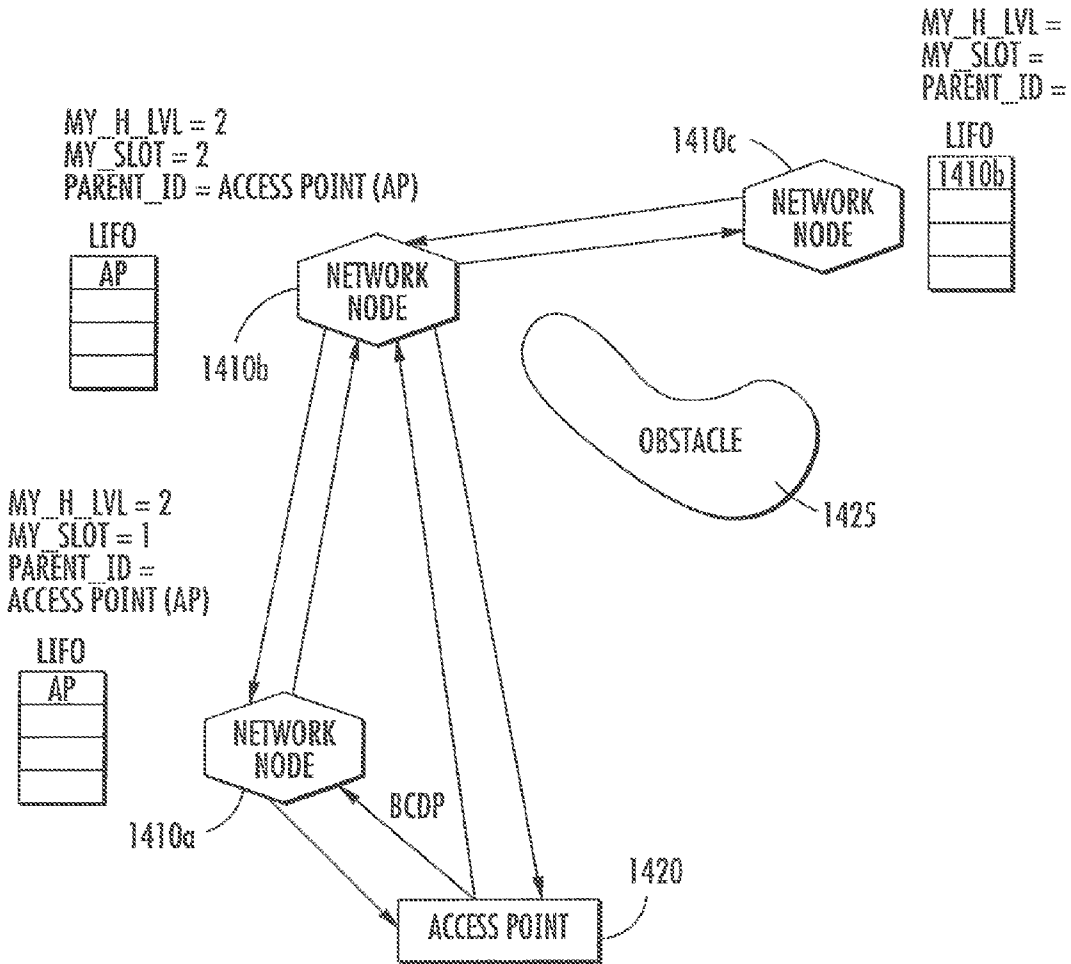 MY_H_LVL =
MY_SLOT =
PARENT_ID =
LIFO
1410b
1410c
NETWORK
NODE
MY_H_LVL = 2
MY_SLOT = 2
PARENT_ID = ACCESS POINT (AP)
LIFO
AP
NETWORK
NODE
1410b
OBSTACLE
1425
MY_H_LVL = 2
MY_SLOT = 1
PARENT_ID =
ACCESS POINT (AP)
LIFO
AP
NETWORK
NODE
1410a
BCDP
1420
ACCESS POINT